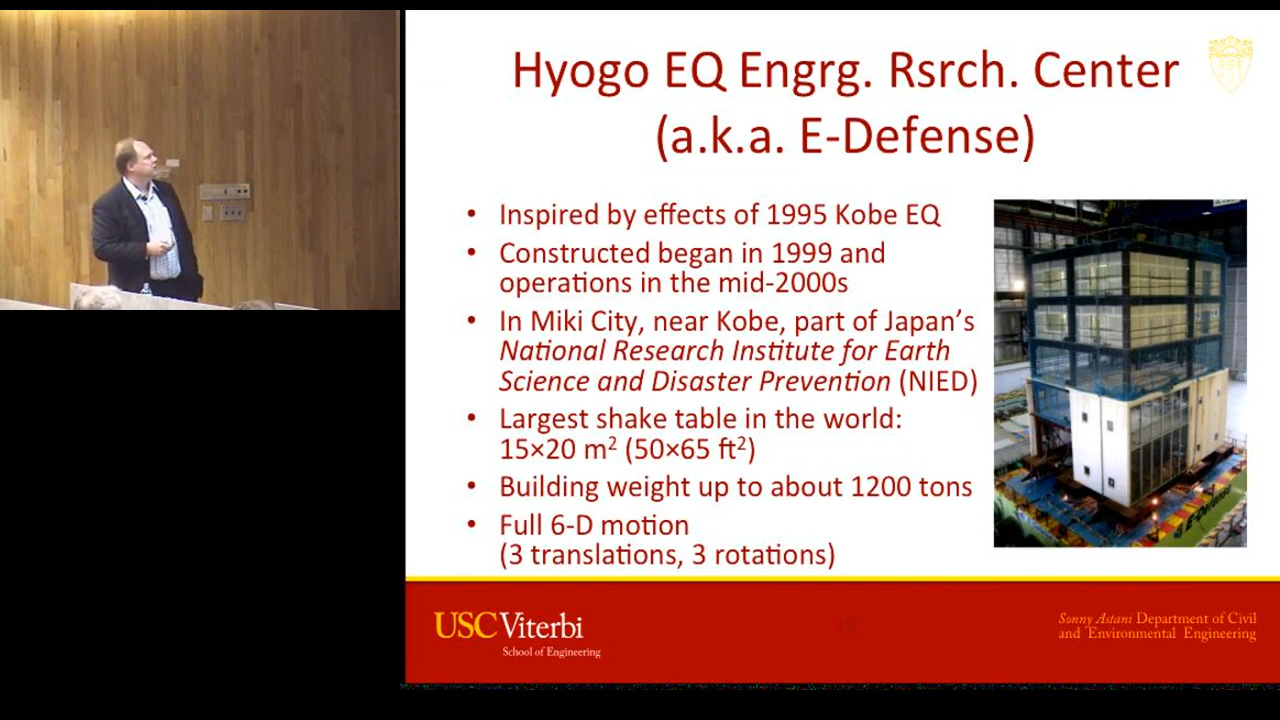 Hyogo EQ Engrg. Rsrch. Center
(a.k.a. E-Defense)
• Inspired by effects of 1995 Kobe EQ
• Constructed began in 1999 and
operations in the mid-2000s
• In Miki City, near Kobe, part of Japan's
National Research Institute for Earth
Science and Disaster Prevention (NIED)
• Largest shake table in the world:
15×20 m² (50×65 ft²)
• Building weight up to about 1200 tons
• Full 6-D motion
(3 translations, 3 rotations)
E-Defense
USC Viterbi
School of Engineering
19
Sonny Astani Department of Civil
and Environmental Engineering